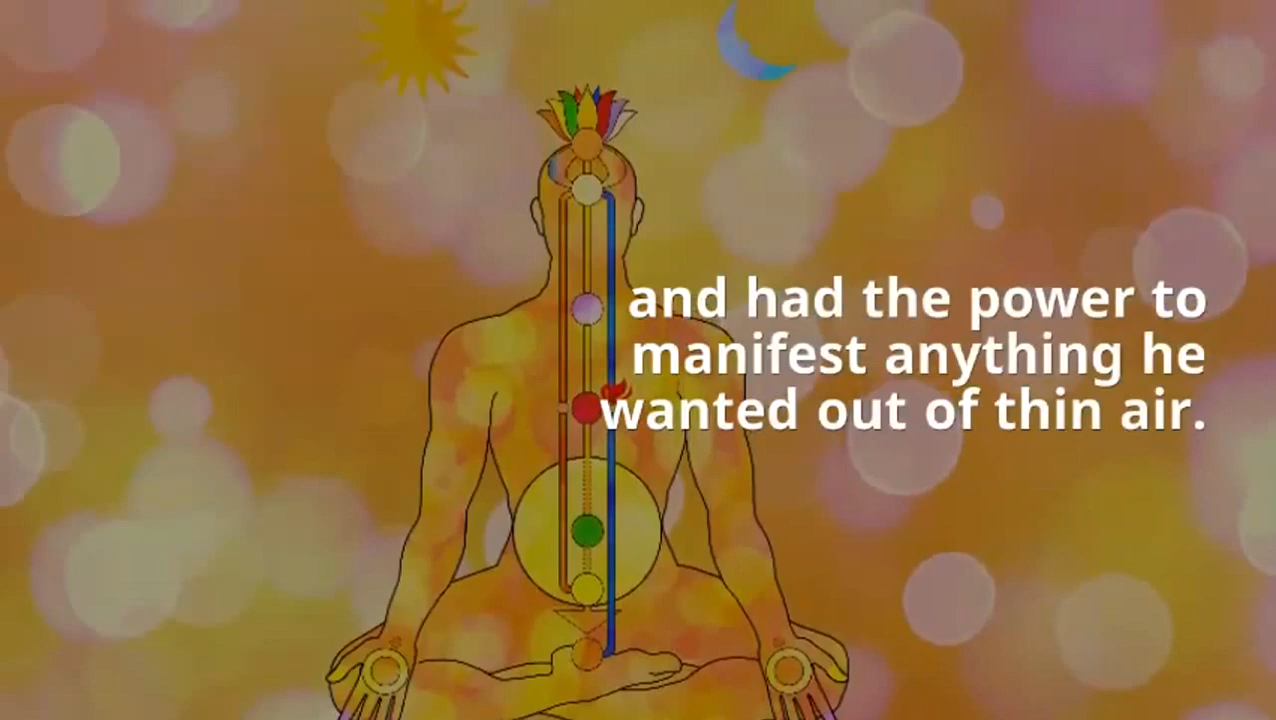 and had the power to
manifest anything he
wanted out of thin air.